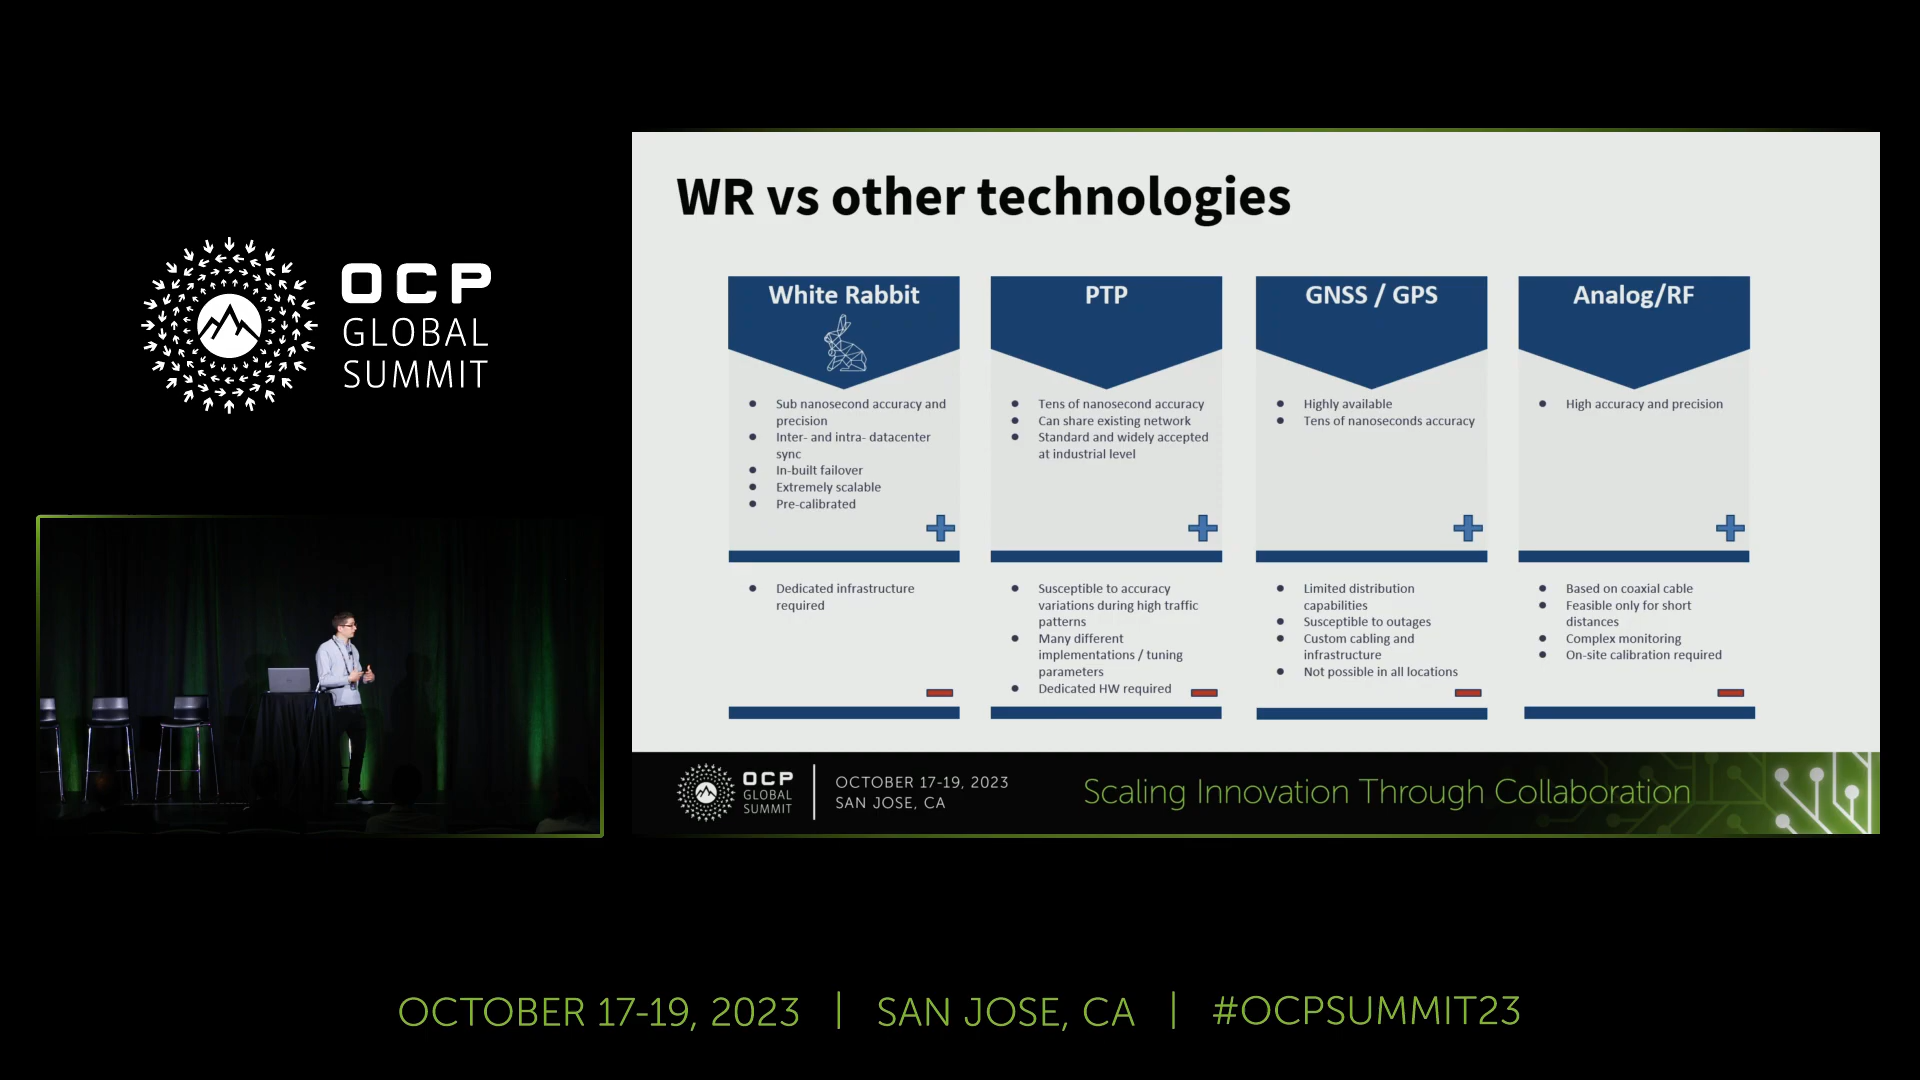 OCP
GLOBAL
SUMMIT
WR vs other technologies
White Rabbit
Sub nanosecond accuracy and
precision
Inter- and intra- datacenter
sync
In-built failover
Extremely scalable
Pre-calibrated
Dedicated infrastructure
required
PTP
Tens of nanosecond accuracy
Can share existing network
Standard and widely accepted
at industrial level
Susceptible to accuracy
variations during high traffic
patterns
Many different
implementations / tuning
parameters
Dedicated HW required
GNSS / GPS
Highly available
Tens of nanoseconds accuracy
Limited distribution
capabilities
Susceptible to outages
Custom cabling and
infrastructure
Not possible in all locations
Analog/RF
High accuracy and precision
Based on coaxial cable
Feasible only for short
distances
Complex monitoring
On-site calibration required
OCP
GLOBAL
SUMMIT
OCTOBER 17-19, 2023
SAN JOSE, CA
Scaling Innovation Through Collaboration
OCTOBER 17-19, 2023 | SAN JOSE, CA | #OCPSUMMIT23